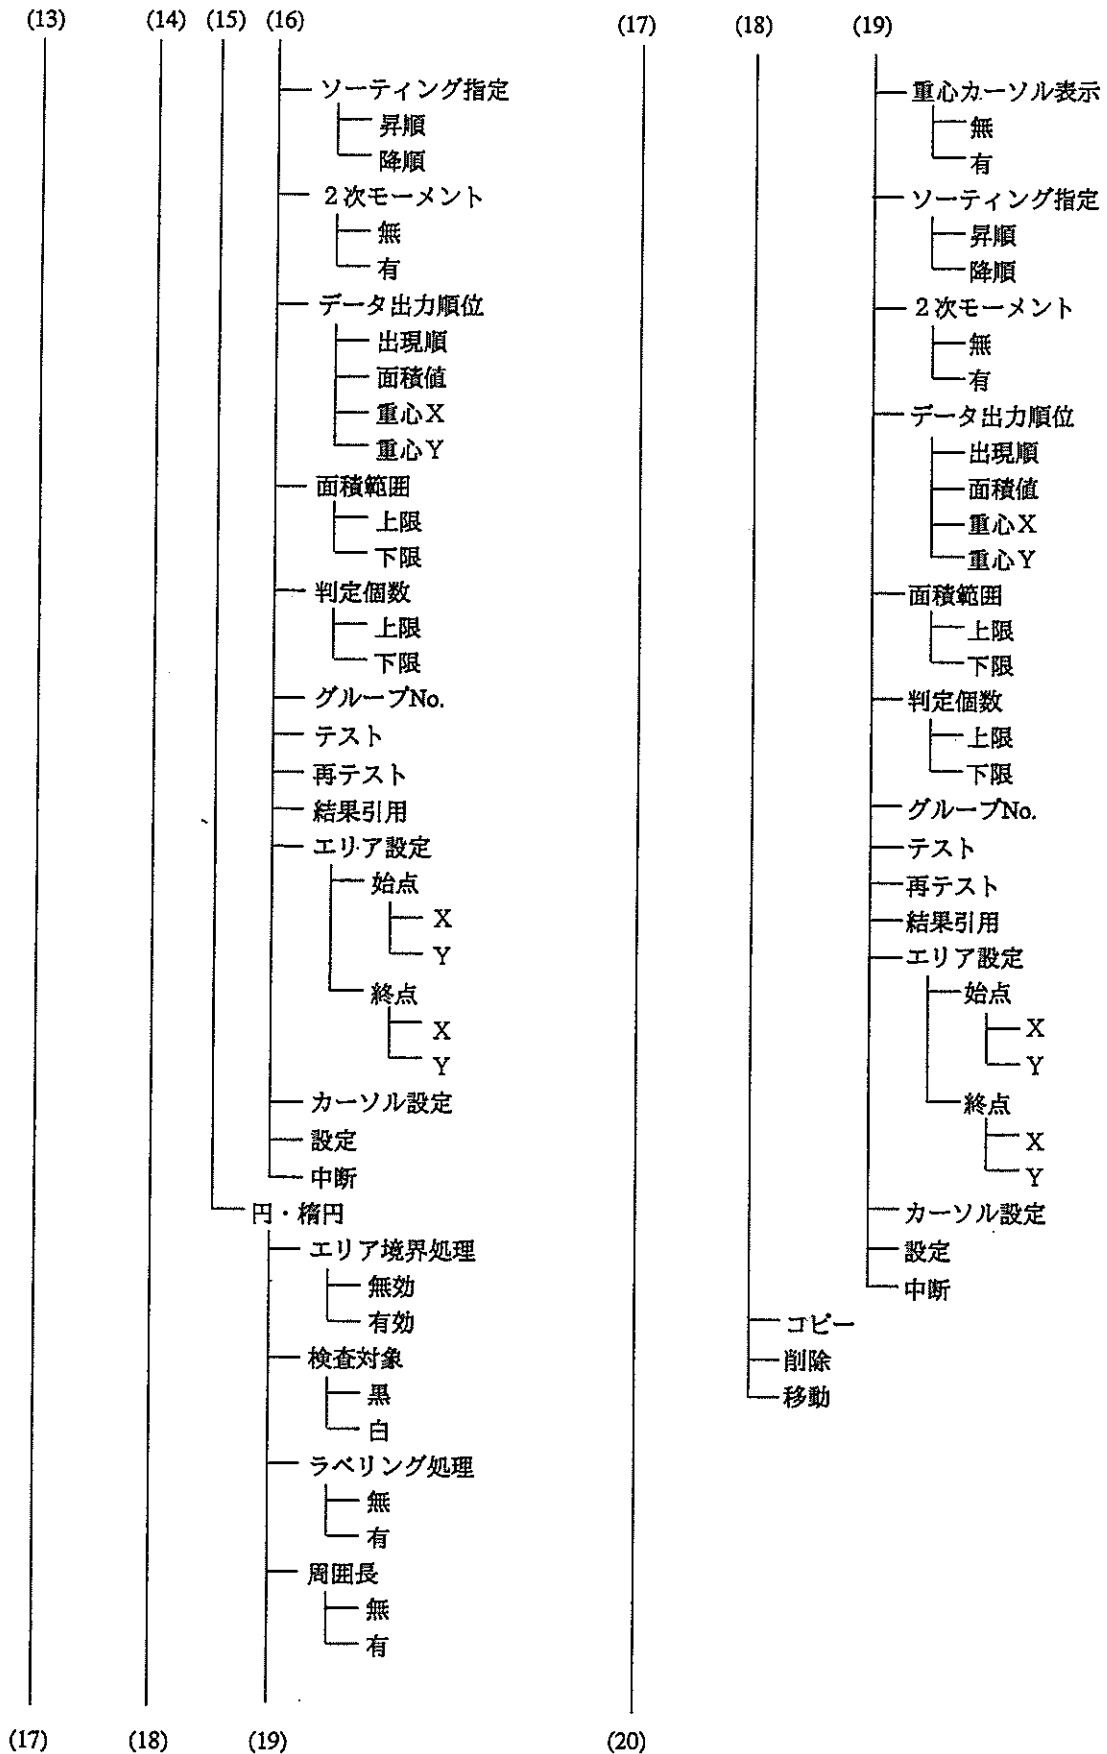 (13) (14) (15) (16)
ソーティング指定
昇順
降順
2次モーメント
無
有
データ出力順位
出現順
面積値
重心X
重心Y
面積範囲
上限
下限
判定個数
上限
下限
グループNo.
テスト
再テスト
結果引用
エリア設定
始点
X
Y
終点
X
Y
カーソル設定
設定
中断
円・楕円
エリア境界処理
無効
有効
検査対象
黒
白
ラベリング処理
無
有
周囲長
無
有
(17) (18) (19)
(17) (18) (19)
重心カーソル表示
無
有
ソーティング指定
昇順
降順
2次モーメント
無
有
データ出力順位
出現順
面積値
重心X
重心Y
面積範囲
上限
下限
判定個数
上限
下限
グループNo.
テスト
再テスト
結果引用
エリア設定
始点
X
Y
終点
X
Y
カーソル設定
設定
中断
コピー
削除
移動
(20)